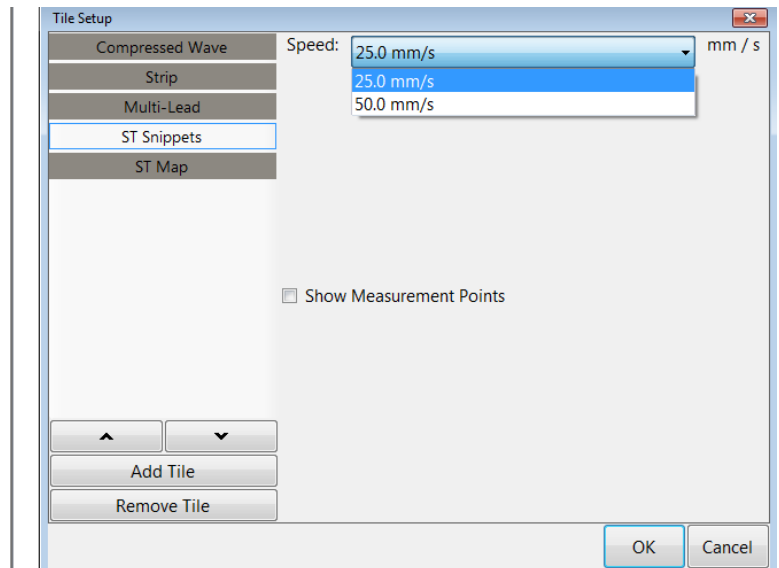 Tile Setup
Compressed Wave
Strip
Multi-Lead
ST Snippets
ST Map
Speed: 25.0 mm/s mm / s
25.0 mm/s
50.0 mm/s
Show Measurement Points
Add Tile
Remove Tile
OK Cancel